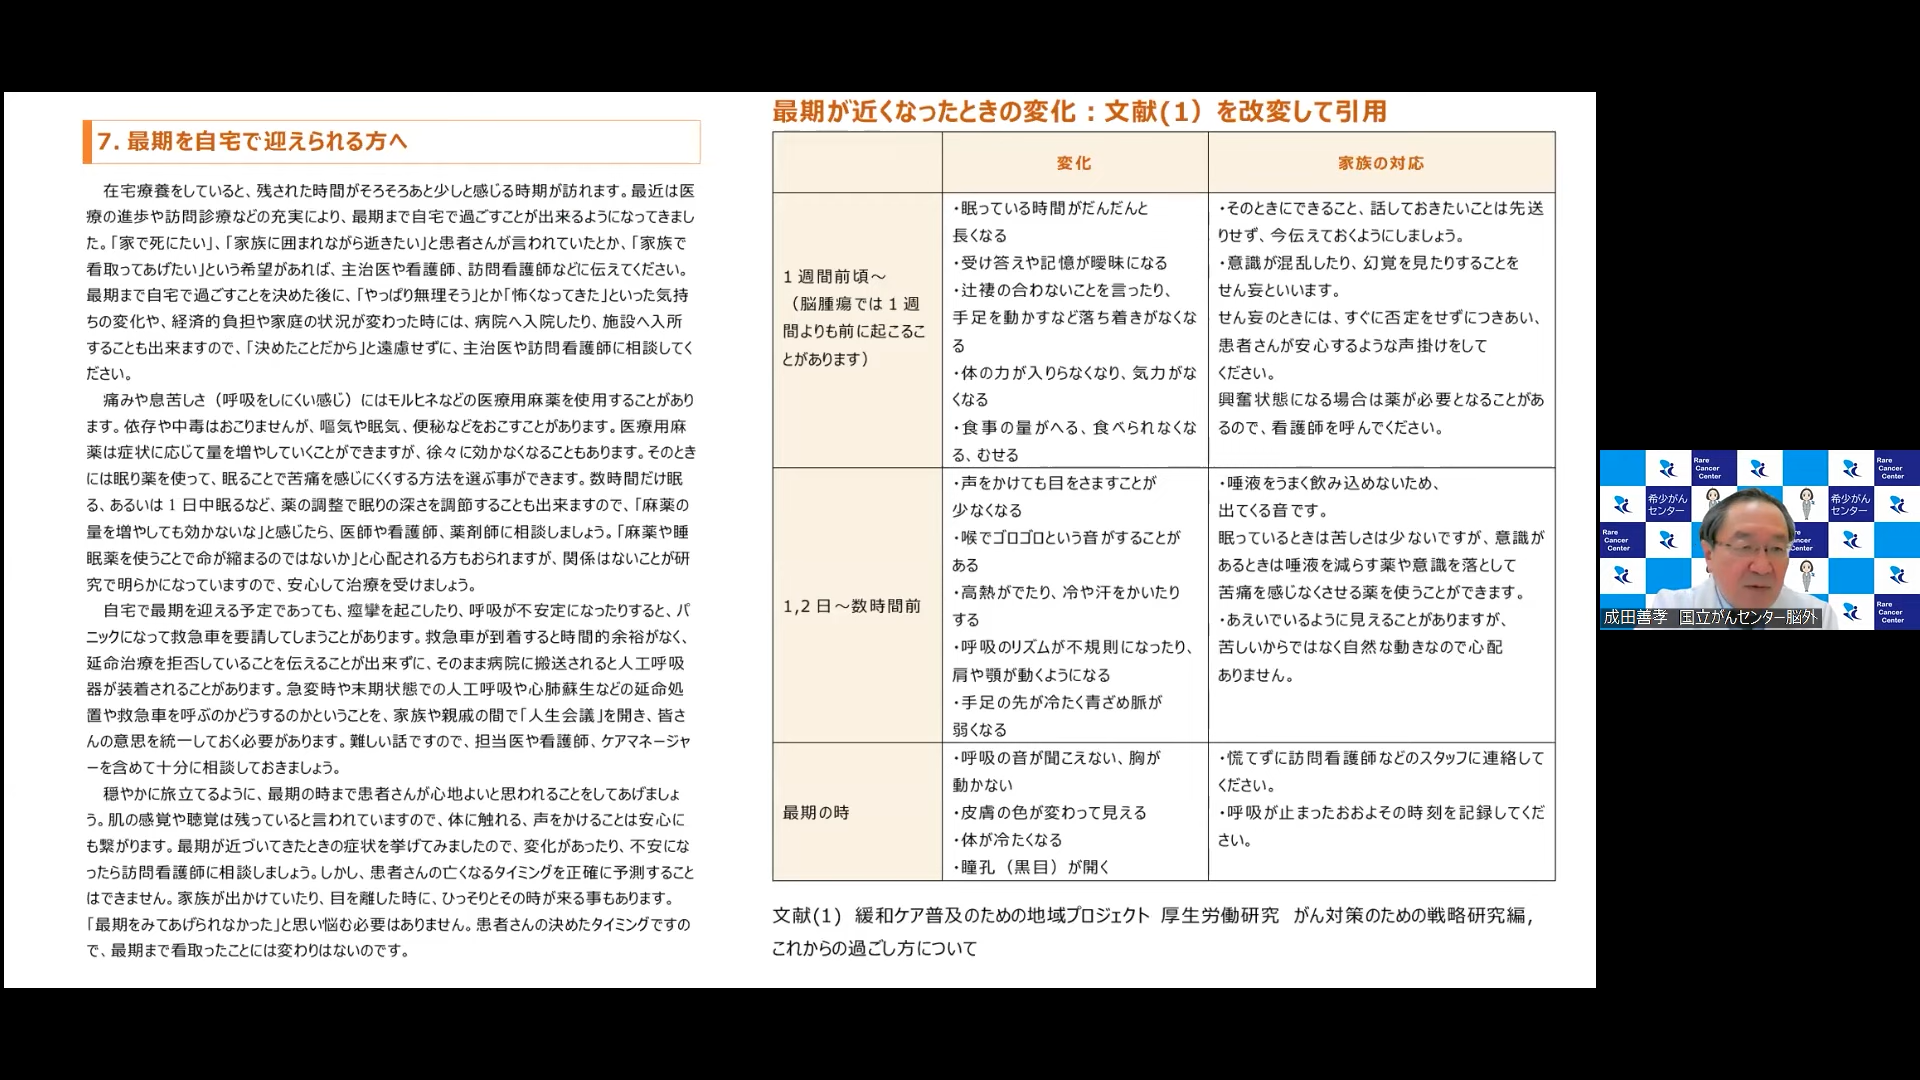 7. 最期を自宅で迎えられる方へ
在宅療養をしていると、残された時間がそろそろあと少しと感じる時期が訪れます。最近は医
療の進歩や訪問診療などの充実により、最期まで自宅で過ごすことが出来るようになってきまし
た。「家で死にたい」、「家族に囲まれながら逝きたい」と患者さんが言われていたとか、「家族で
看取ってあげたい」という希望があれば、主治医や看護師、訪問看護師などに伝えてください。
最期まで自宅で過ごすことを決めた後に、「やっぱり無理そう」とか「怖くなってきた」といった気持
ちの変化や、経済的負担や家庭の状況が変わった時には、病院へ入院したり、施設へ入所
することも出来ますので、「決めたことだから」と遠慮せずに、主治医や訪問看護師に相談してく
ださい。
痛みや息苦しさ（呼吸をしにくい感じ）にはモルヒネなどの医療用麻薬を使用することがあり
ます。依存や中毒はおこりませんが、嘔気や眠気、便秘などをおこすことがあります。医療用麻
薬は症状に応じて量を増やしていくことができますが、徐々に効かなくなることもあります。そのとき
には眠り薬を使って、眠ることで苦痛を感じにくくする方法を選ぶ事ができます。数時間だけ眠
る、あるいは 1 日中眠るなど、薬の調整で眠りの深さを調節することも出来ますので、「麻薬の
量を増やしても効かないな」と感じたら、医師や看護師、薬剤師に相談しましょう。「麻薬や睡
眠薬を使うことで命が縮まるのではないか」と心配される方もおられますが、関係はないことが研
究で明らかになっていますので、安心して治療を受けましょう。
自宅で最期を迎える予定であっても、痙攣を起こしたり、呼吸が不安定になったりすると、パ
ニックになって救急車を要請してしまうことがあります。救急車が到着すると時間的余裕がなく、
延命治療を拒否していることを伝えることが出来ずに、そのまま病院に搬送されると人工呼吸
器が装着されることがあります。急変時や末期状態での人工呼吸や心肺蘇生などの延命処
置や救急車を呼ぶのかどうするのかということを、家族や親戚の間で「人生会議」を開き、皆さ
んの意思を統一しておく必要があります。難しい話ですので、担当医や看護師、ケアマネージャ
ーを含めて十分に相談しておきましょう。
穏やかに旅立てるように、最期の時まで患者さんが心地よいと思われることをしてあげましょ
う。肌の感覚や聴覚は残っていると言われていますので、体に触れる、声をかけることは安心に
も繋がります。最期が近づいてきたときの症状を挙げてみましたので、変化があったり、不安にな
ったら訪問看護師に相談しましょう。しかし、患者さんの亡くなるタイミングを正確に予測すること
はできません。家族が出かけていたり、目を離した時に、ひっそりとその時が来る事もあります。
「最期をみてあげられなかった」と思い悩む必要はありません。患者さんの決めたタイミングですの
で、最期まで看取ったことには変わりはないのです。
最期が近くなったときの変化：文献(1）を改変して引用
変化
家族の対応
1 週間前頃～
（脳腫瘍では 1 週
間よりも前に起こるこ
とがあります）
・眠っている時間がだんだんと
長くなる
・受け答えや記憶が曖昧になる
・辻褄の合わないことを言ったり、
手足を動かすなど落ち着きがなくな
る
・体の力が入りらなくなり、気力がな
くなる
・食事の量がへる、食べられなくな
る、むせる
・そのときにできること、話しておきたいことは先送
りせず、今伝えておくようにしましょう。
・意識が混乱したり、幻覚を見たりすることを
せん妄といいます。
せん妄のときには、すぐに否定をせずにつきあい、
患者さんが安心するような声掛けをして
ください。
興奮状態になる場合は薬が必要となることがあ
るので、看護師を呼んでください。
1,2 日～数時間前
・声をかけても目をさますことが
少なくなる
・喉でゴロゴロという音がすることが
ある
・高熱がでたり、冷や汗をかいたり
する
・呼吸のリズムが不規則になったり、
肩や顎が動くようになる
・手足の先が冷たく青ざめ脈が
弱くなる
・唾液をうまく飲み込めないため、
出てくる音です。
眠っているときは苦しさは少ないですが、意識が
あるときは唾液を減らす薬や意識を落として
苦痛を感じなくさせる薬を使うことができます。
・あえいでいるように見えることがありますが、
苦しいからではなく自然な動きなので心配
ありません。
最期の時
・呼吸の音が聞こえない、胸が
動かない
・皮膚の色が変わって見える
・体が冷たくなる
・瞳孔（黒目）が開く
・慌てずに訪問看護師などのスタッフに連絡して
ください。
・呼吸が止まったおおよその時刻を記録してくだ
さい。
文献(1) 緩和ケア普及のための地域プロジェクト 厚生労働研究 がん対策のための戦略研究編,
これからの過ごし方について
Rare
Cancer
Center
Rare
Cancer
Center
希少がん
センター
希少がん
センター
Rare
Cancer
Center
Center
Rare
Cancer
Center
成田善孝 国立がんセンター脳外